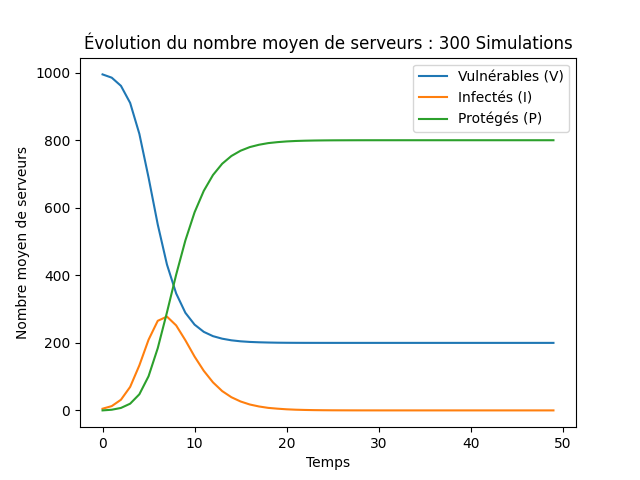 Évolution du nombre moyen de serveurs : 300 Simulations
Nombre moyen de serveurs
1000
800
600
400
200
0
Vulnérables (V)
Infectés (I)
Protégés (P)
0 10 20 30 40 50
Temps